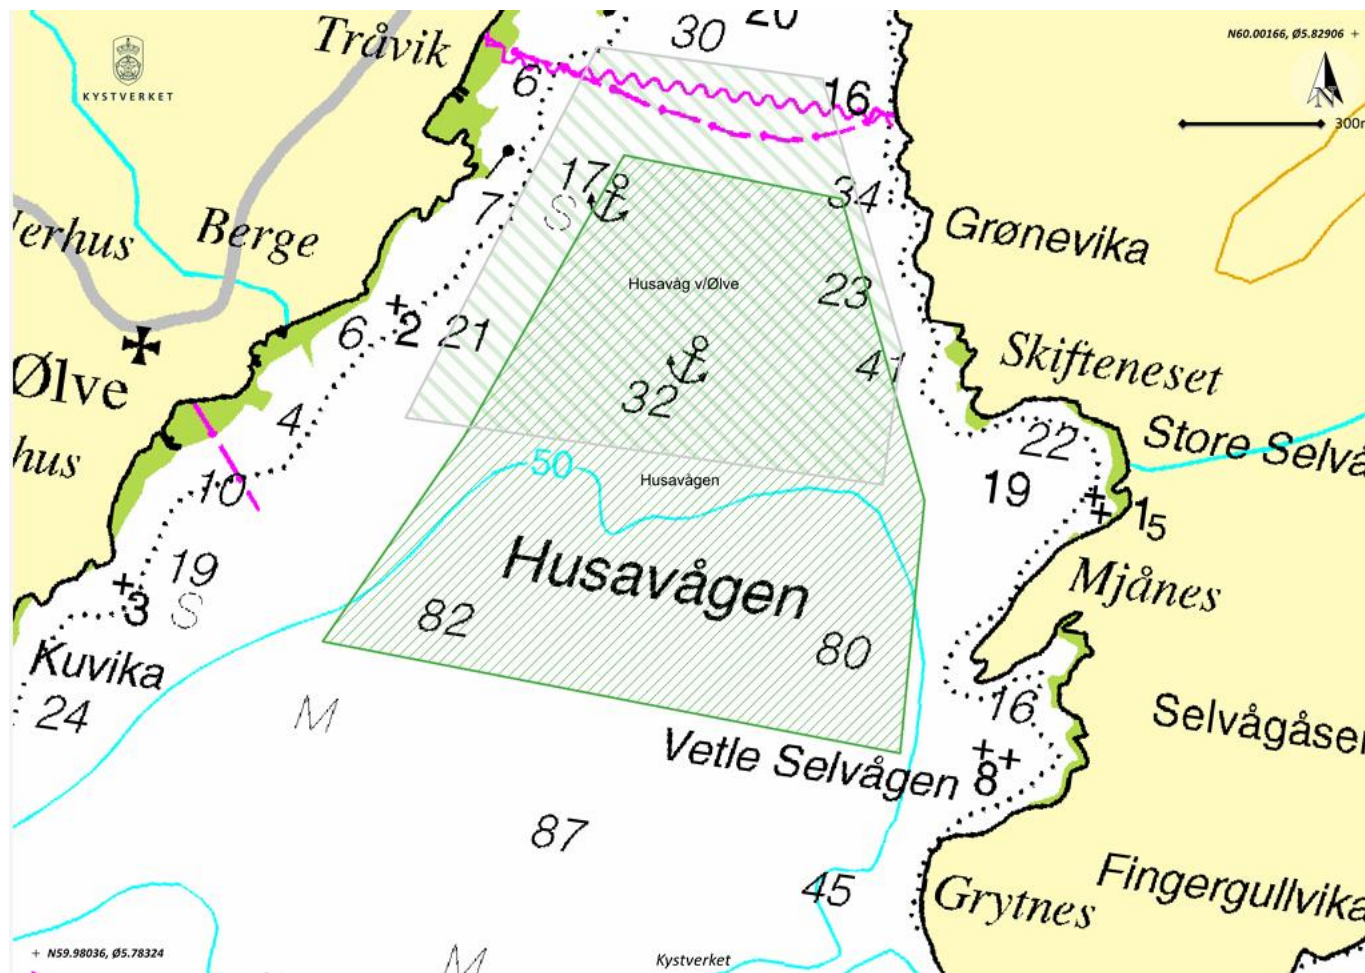 20
30
N60.00166, Ø5.82906
Tråvik
KYSTVERKET
6
16
N
300m
17
34
S
7
Grønevika
Jerhus
Berge
Husavåg v/Ølve
23
2
6
21
41
Skifteneset
Ølve
32
4
22
Store Selvå
hus
50
Husavågen
10
19
15
19
Husavågen
Mjånes
3
S
82
80
Kuvika
24
M
16
Selvågåsen
Vetle Selvågen
8
87
45
Grytnes
Fingergullvika
N59.98036, Ø5.78324
Kystverket
M